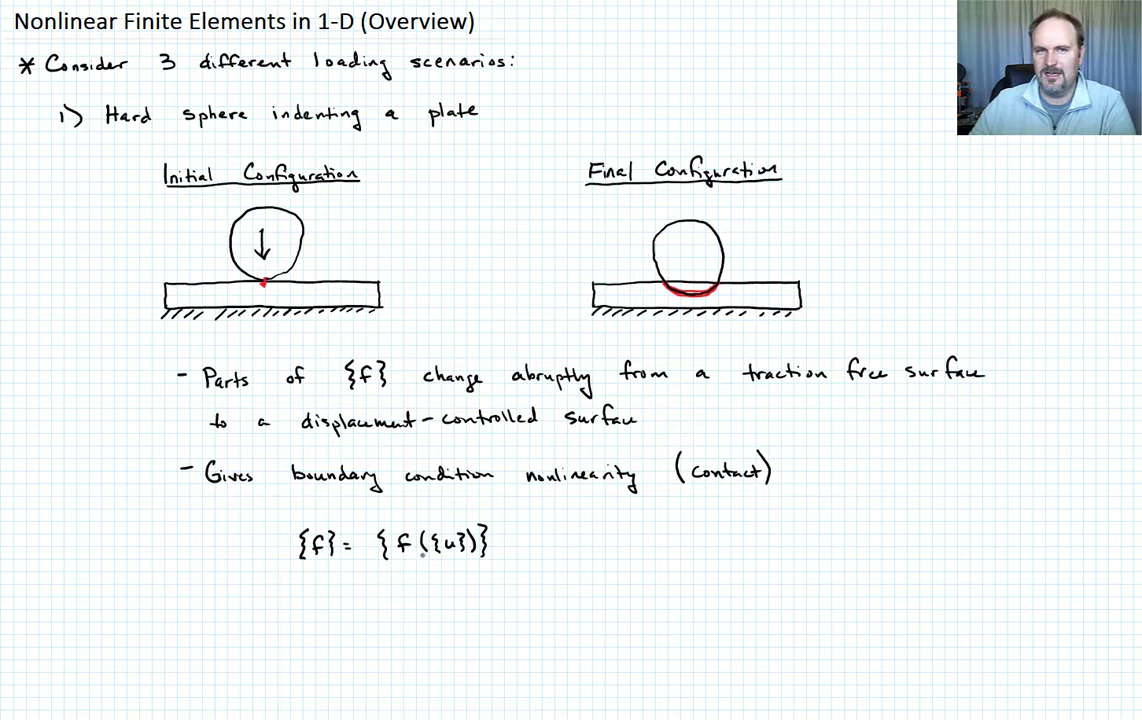 Nonlinear Finite Elements in 1-D (Overview)
* Consider 3 different loading scenarios:
1) Hard sphere indenting a plate
Initial Configuration
Final Configuration
- Parts of {f} change abruptly from a traction free surface
to a displacement-controlled surface
- Gives boundary condition nonlinearity (contact)
{f} = {f({u})}